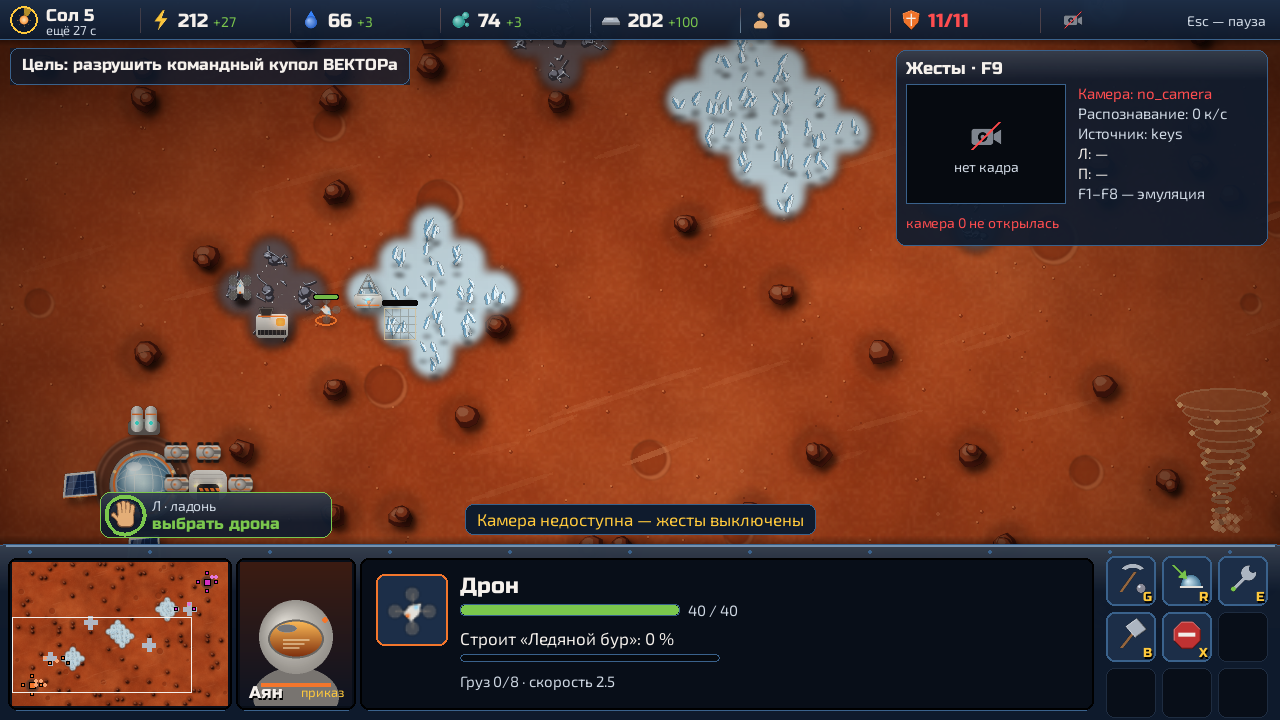 Сол 5
ещё 27 с
212 +27
66 +3
74 +3
202 +100
6
11/11
Esc — пауза
Цель: разрушить командный купол ВЕКТОРа
Жесты · F9
нет кадра
Камера: no_camera
Распознавание: 0 к/с
Источник: keys
Л: —
П: —
F1–F8 — эмуляция
камера 0 не открылась
Л · ладонь
выбрать дрона
Камера недоступна — жесты выключены
Аян приказ
Дрон
40 / 40
Строит «Ледяной бур»: 0 %
Груз 0/8 · скорость 2.5
G
R
E
B
X